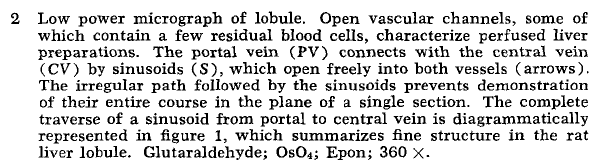 2 Low power micrograph of lobule. Open vascular channels, some of
which contain a few residual blood cells, characterize perfused liver
preparations. The portal vein (PV) connects with the central vein
(CV) by sinusoids (S), which open freely into both vessels (arrows).
The irregular path followed by the sinusoids prevents demonstration
of their entire course in the plane of a single section. The complete
traverse of a sinusoid from portal to central vein is diagrammatically
represented in figure 1, which summarizes fine structure in the rat
liver lobule. Glutaraldehyde; OsO₄; Epon; 360 ×.